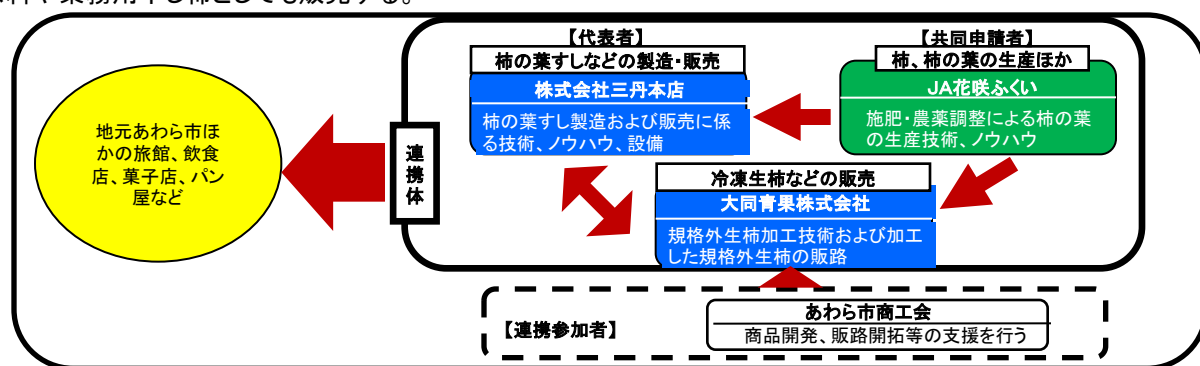 業務用干し柿としても販売する。
【代表者】
柿の葉すしなどの製造・販売
株式会社三丹本店
柿の葉すし製造および販売に係
る技術、ノウハウ、設備
【共同申請者】
柿、柿の葉の生産ほか
JA花咲ふくい
施肥・農薬調整による柿の葉
の生産技術、ノウハウ
冷凍生柿などの販売
大同青果株式会社
規格外生柿加工技術および加工
した規格外生柿の販路
連
携
体
地元あわら市ほ
かの旅館、飲食
店、菓子店、パン
屋など
【連携参加者】
あわら市商工会
商品開発、販路開拓等の支援を行う